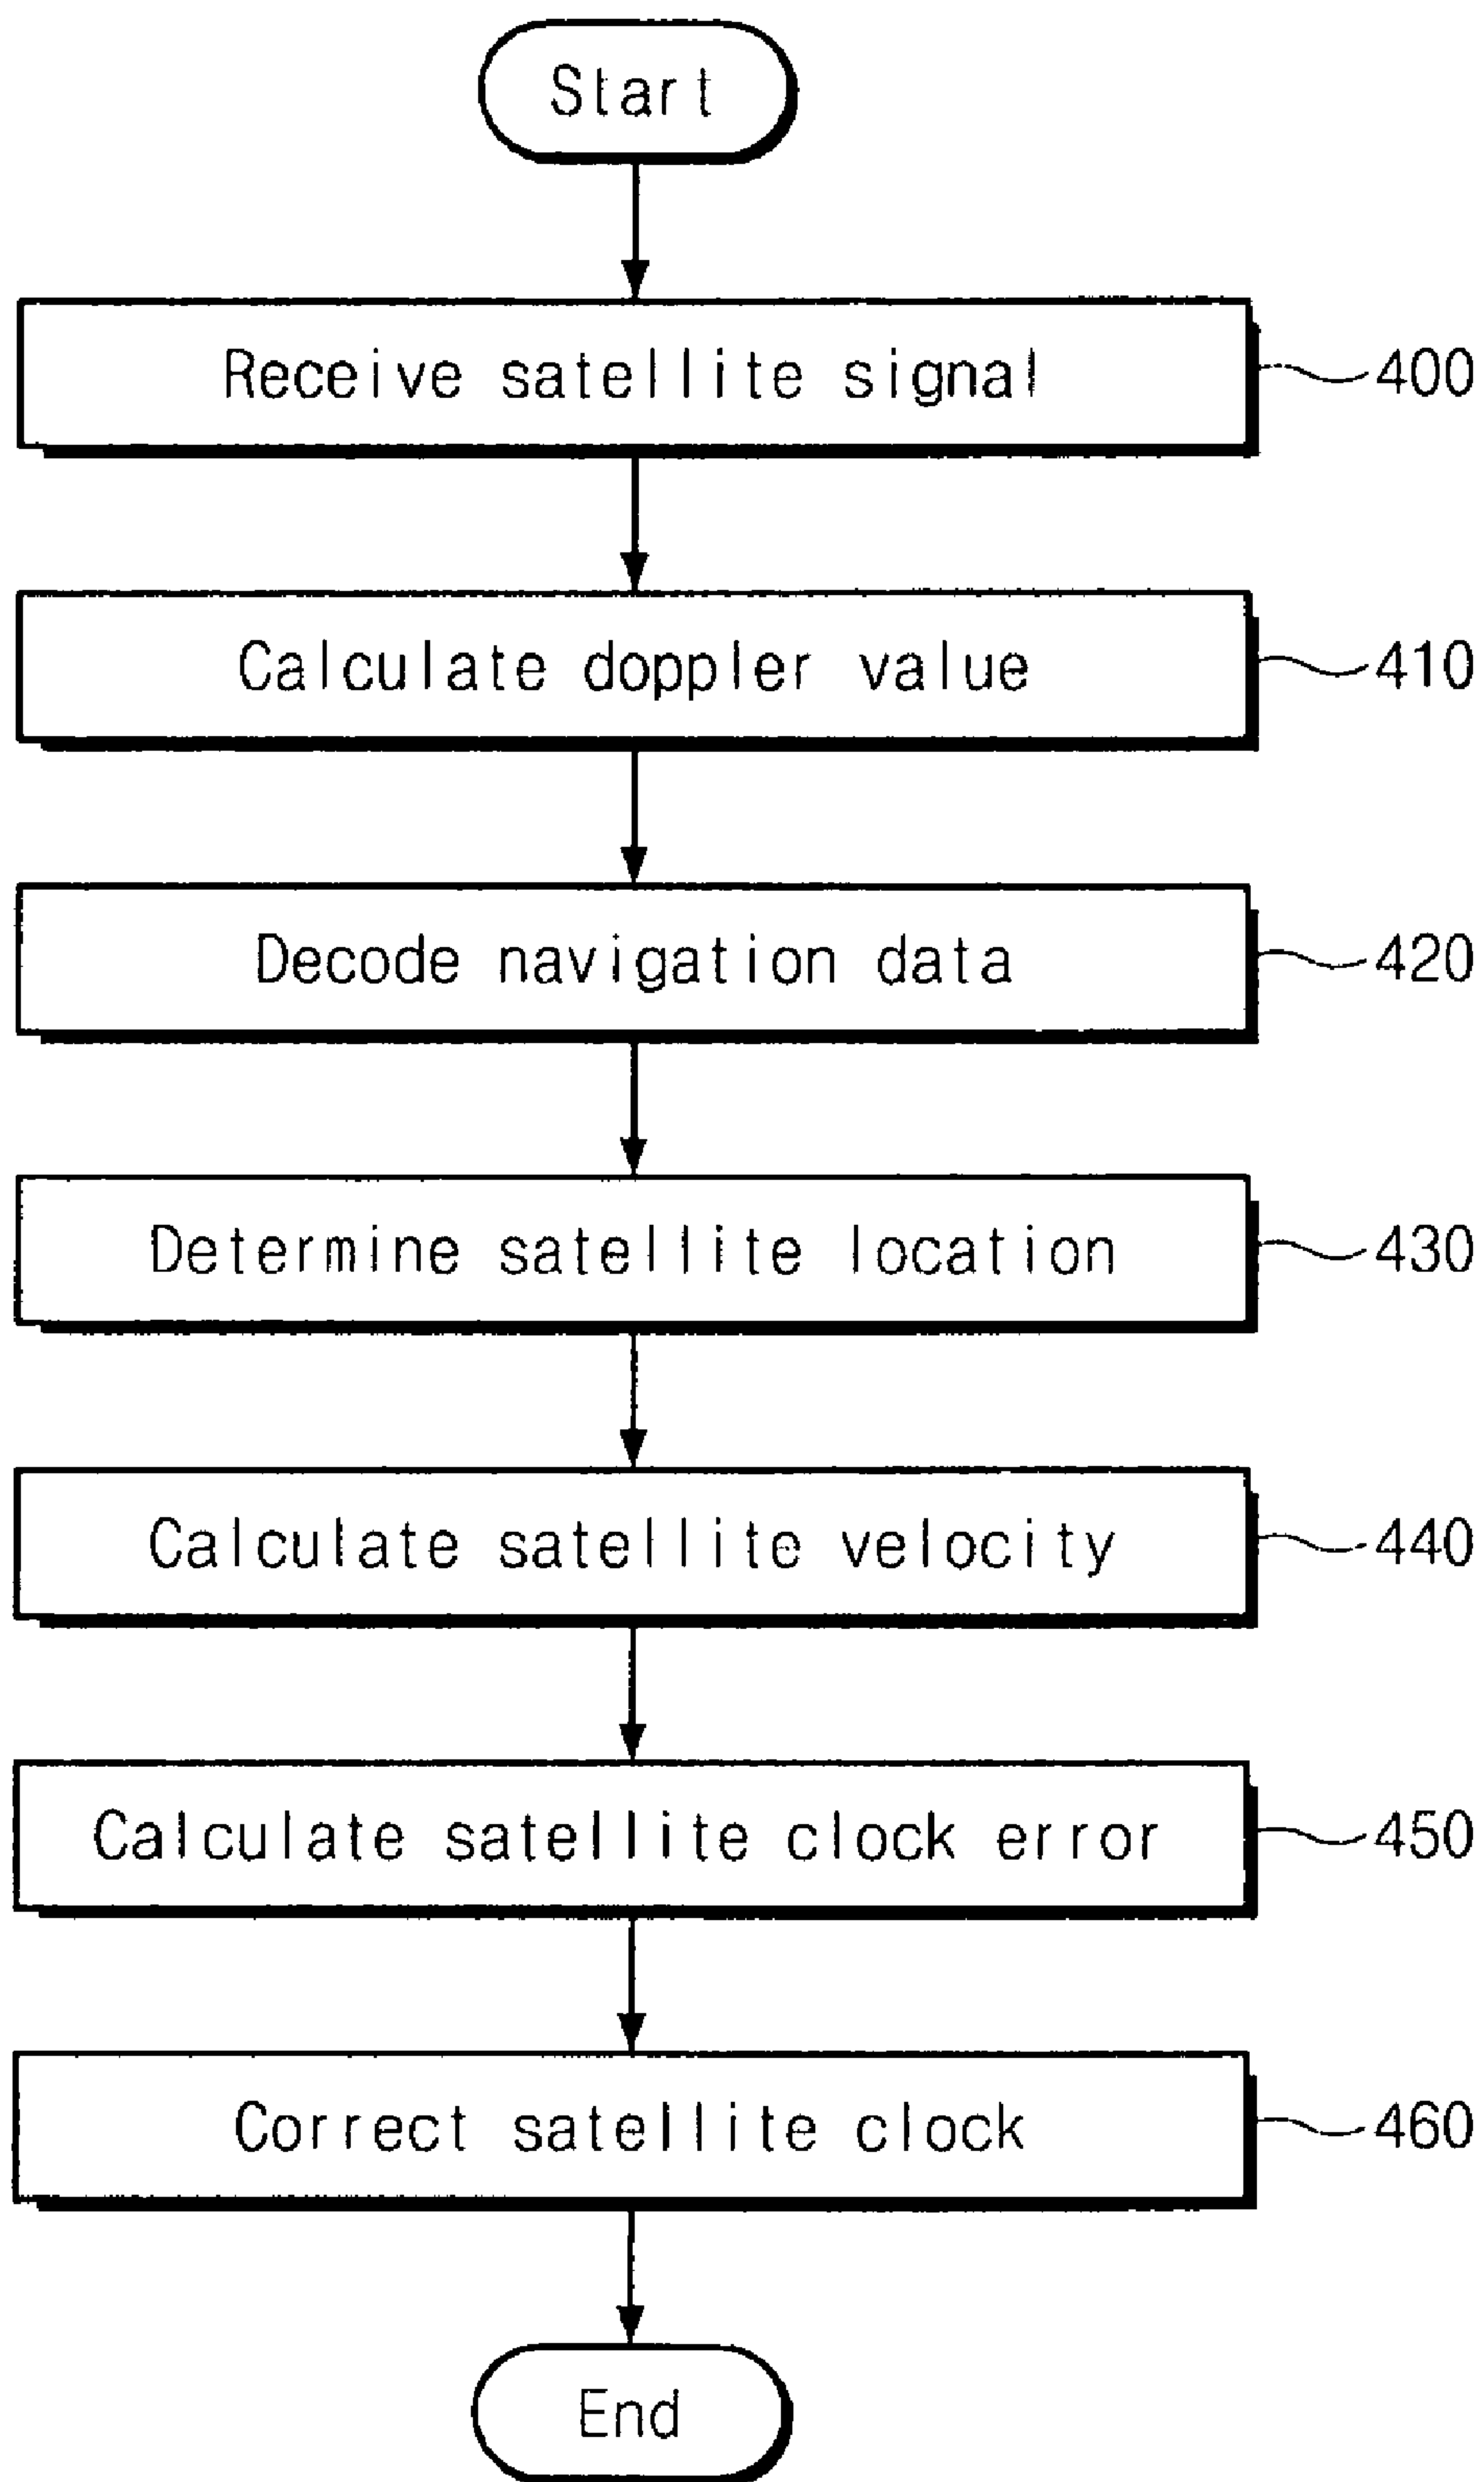 Start
Receive satellite signal
400
Calculate doppler value
410
Decode navigation data
420
Determine satellite location
430
Calculate satellite velocity
440
Calculate satellite clock error
450
Correct satellite clock
460
End